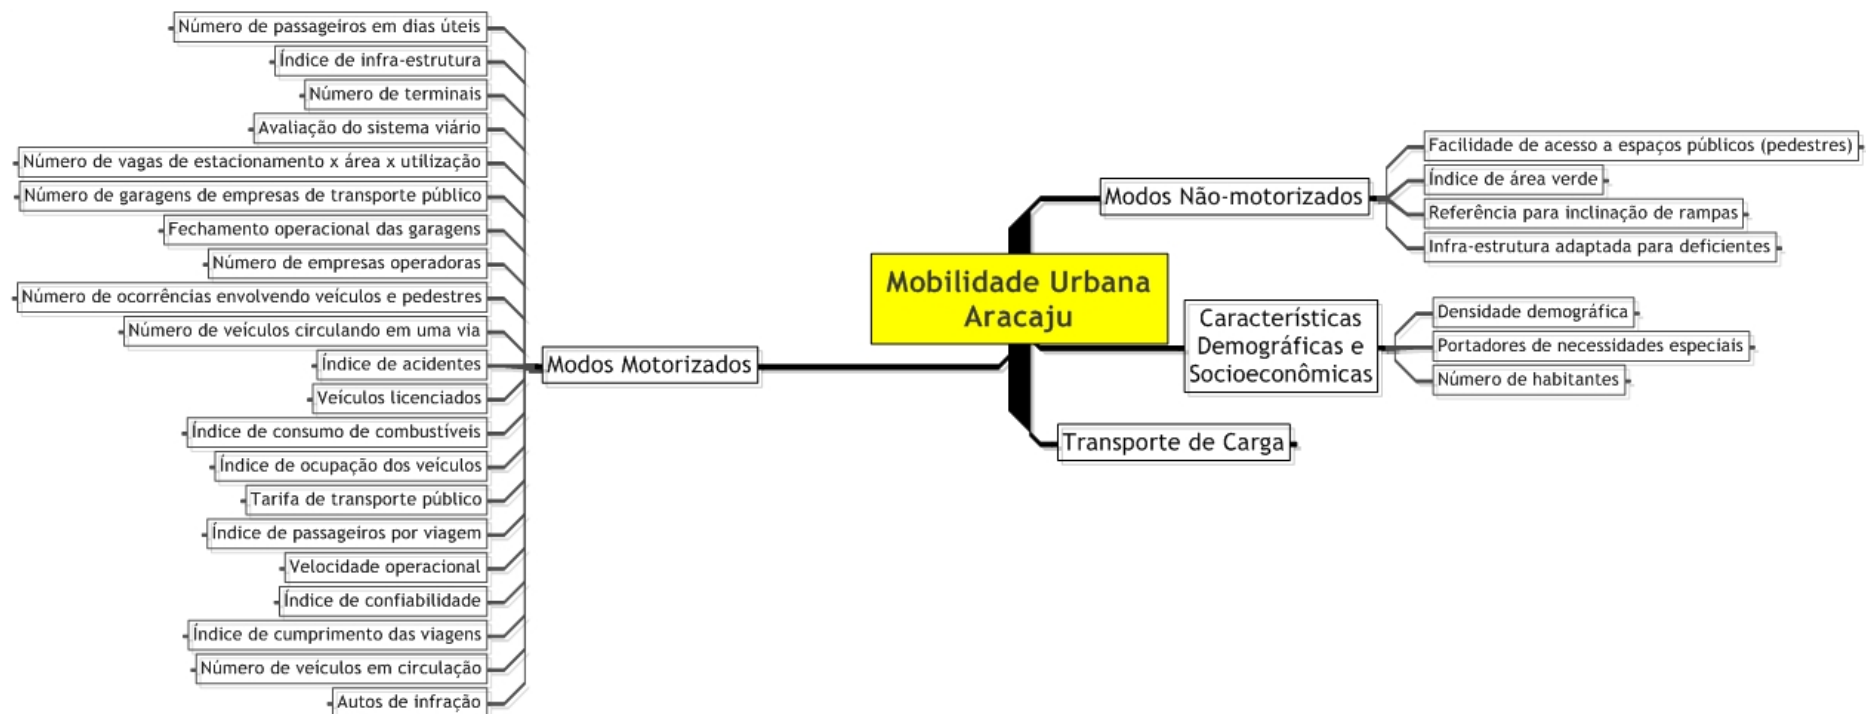 Número de passageiros em dias úteis
Índice de infra-estrutura
Número de terminais
Avaliação do sistema viário
Número de vagas de estacionamento x área x utilização
Número de garagens de empresas de transporte público
Fechamento operacional das garagens
Número de empresas operadoras
Número de ocorrências envolvendo veículos e pedestres
Número de veículos circulando em uma via
Índice de acidentes
Veículos licenciados
Índice de consumo de combustíveis
Índice de ocupação dos veículos
Tarifa de transporte público
Índice de passageiros por viagem
Velocidade operacional
Índice de confiabilidade
Índice de cumprimento das viagens
Número de veículos em circulação
Autos de infração
Modos Motorizados
Mobilidade Urbana
Aracaju
Modos Não-motorizados
Facilidade de acesso a espaços públicos (pedestres)
Índice de área verde
Referência para inclinação de rampas
Infra-estrutura adaptada para deficientes
Características
Demográficas e
Socioeconômicas
Densidade demográfica
Portadores de necessidades especiais
Número de habitantes
Transporte de Carga